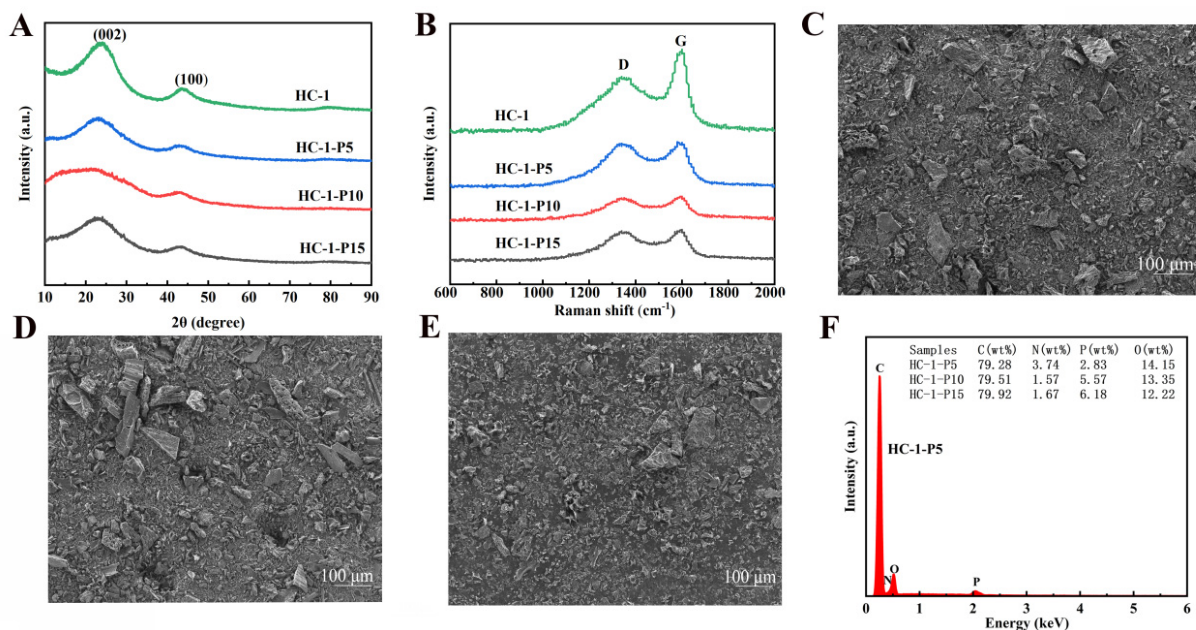 A
(002)
(100)
HC-1
HC-1-P5
HC-1-P10
HC-1-P15
Intensity (a.u.)
10 20 30 40 50 60 70 80 90
2θ (degree)
B
D
G
HC-1
HC-1-P5
HC-1-P10
HC-1-P15
Intensity (a.u.)
600 800 1000 1200 1400 1600 1800 2000
Raman shift (cm⁻¹)
C
100 μm
D
100 μm
E
100 μm
F
Samples C(wt%) N(wt%) P(wt%) O(wt%)
HC-1-P5 79.28 3.74 2.83 14.15
HC-1-P10 79.51 1.57 5.57 13.35
HC-1-P15 79.92 1.67 6.18 12.22
C
HC-1-P5
N
O
P
Intensity (a.u.)
0 1 2 3 4 5 6
Energy (keV)